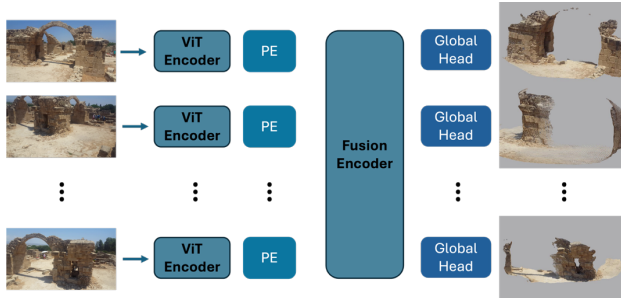 ViT
Encoder
PE
Global
Head
ViT
Encoder
PE
Global
Head
Fusion
Encoder
ViT
Encoder
PE
Global
Head